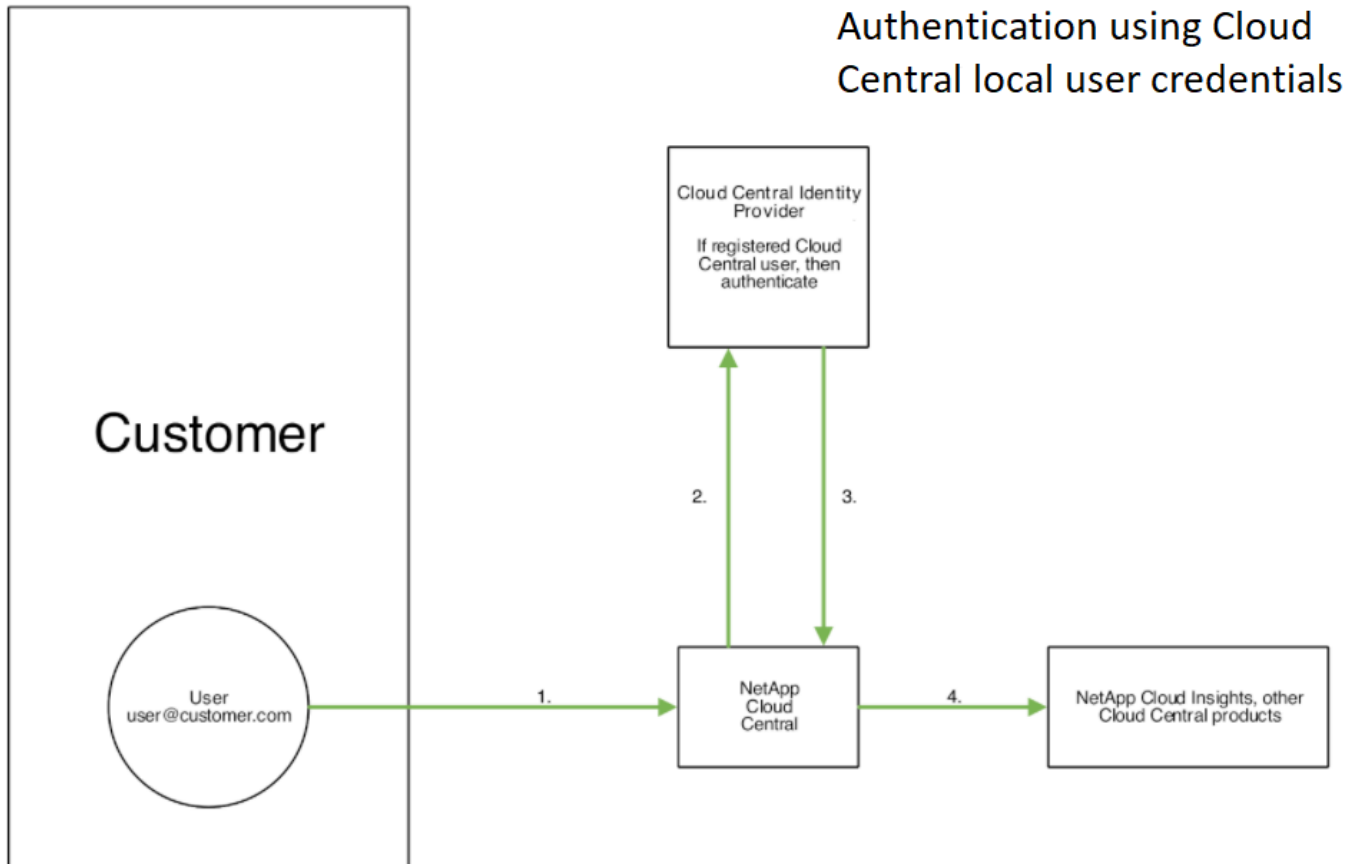 Authentication using Cloud
Central local user credentials
Cloud Central Identity
Provider
If registered Cloud
Central user, then
authenticate
Customer
2.
3.
User
user@customer.com
1.
NetApp
Cloud
Central
4.
NetApp Cloud Insights, other
Cloud Central products